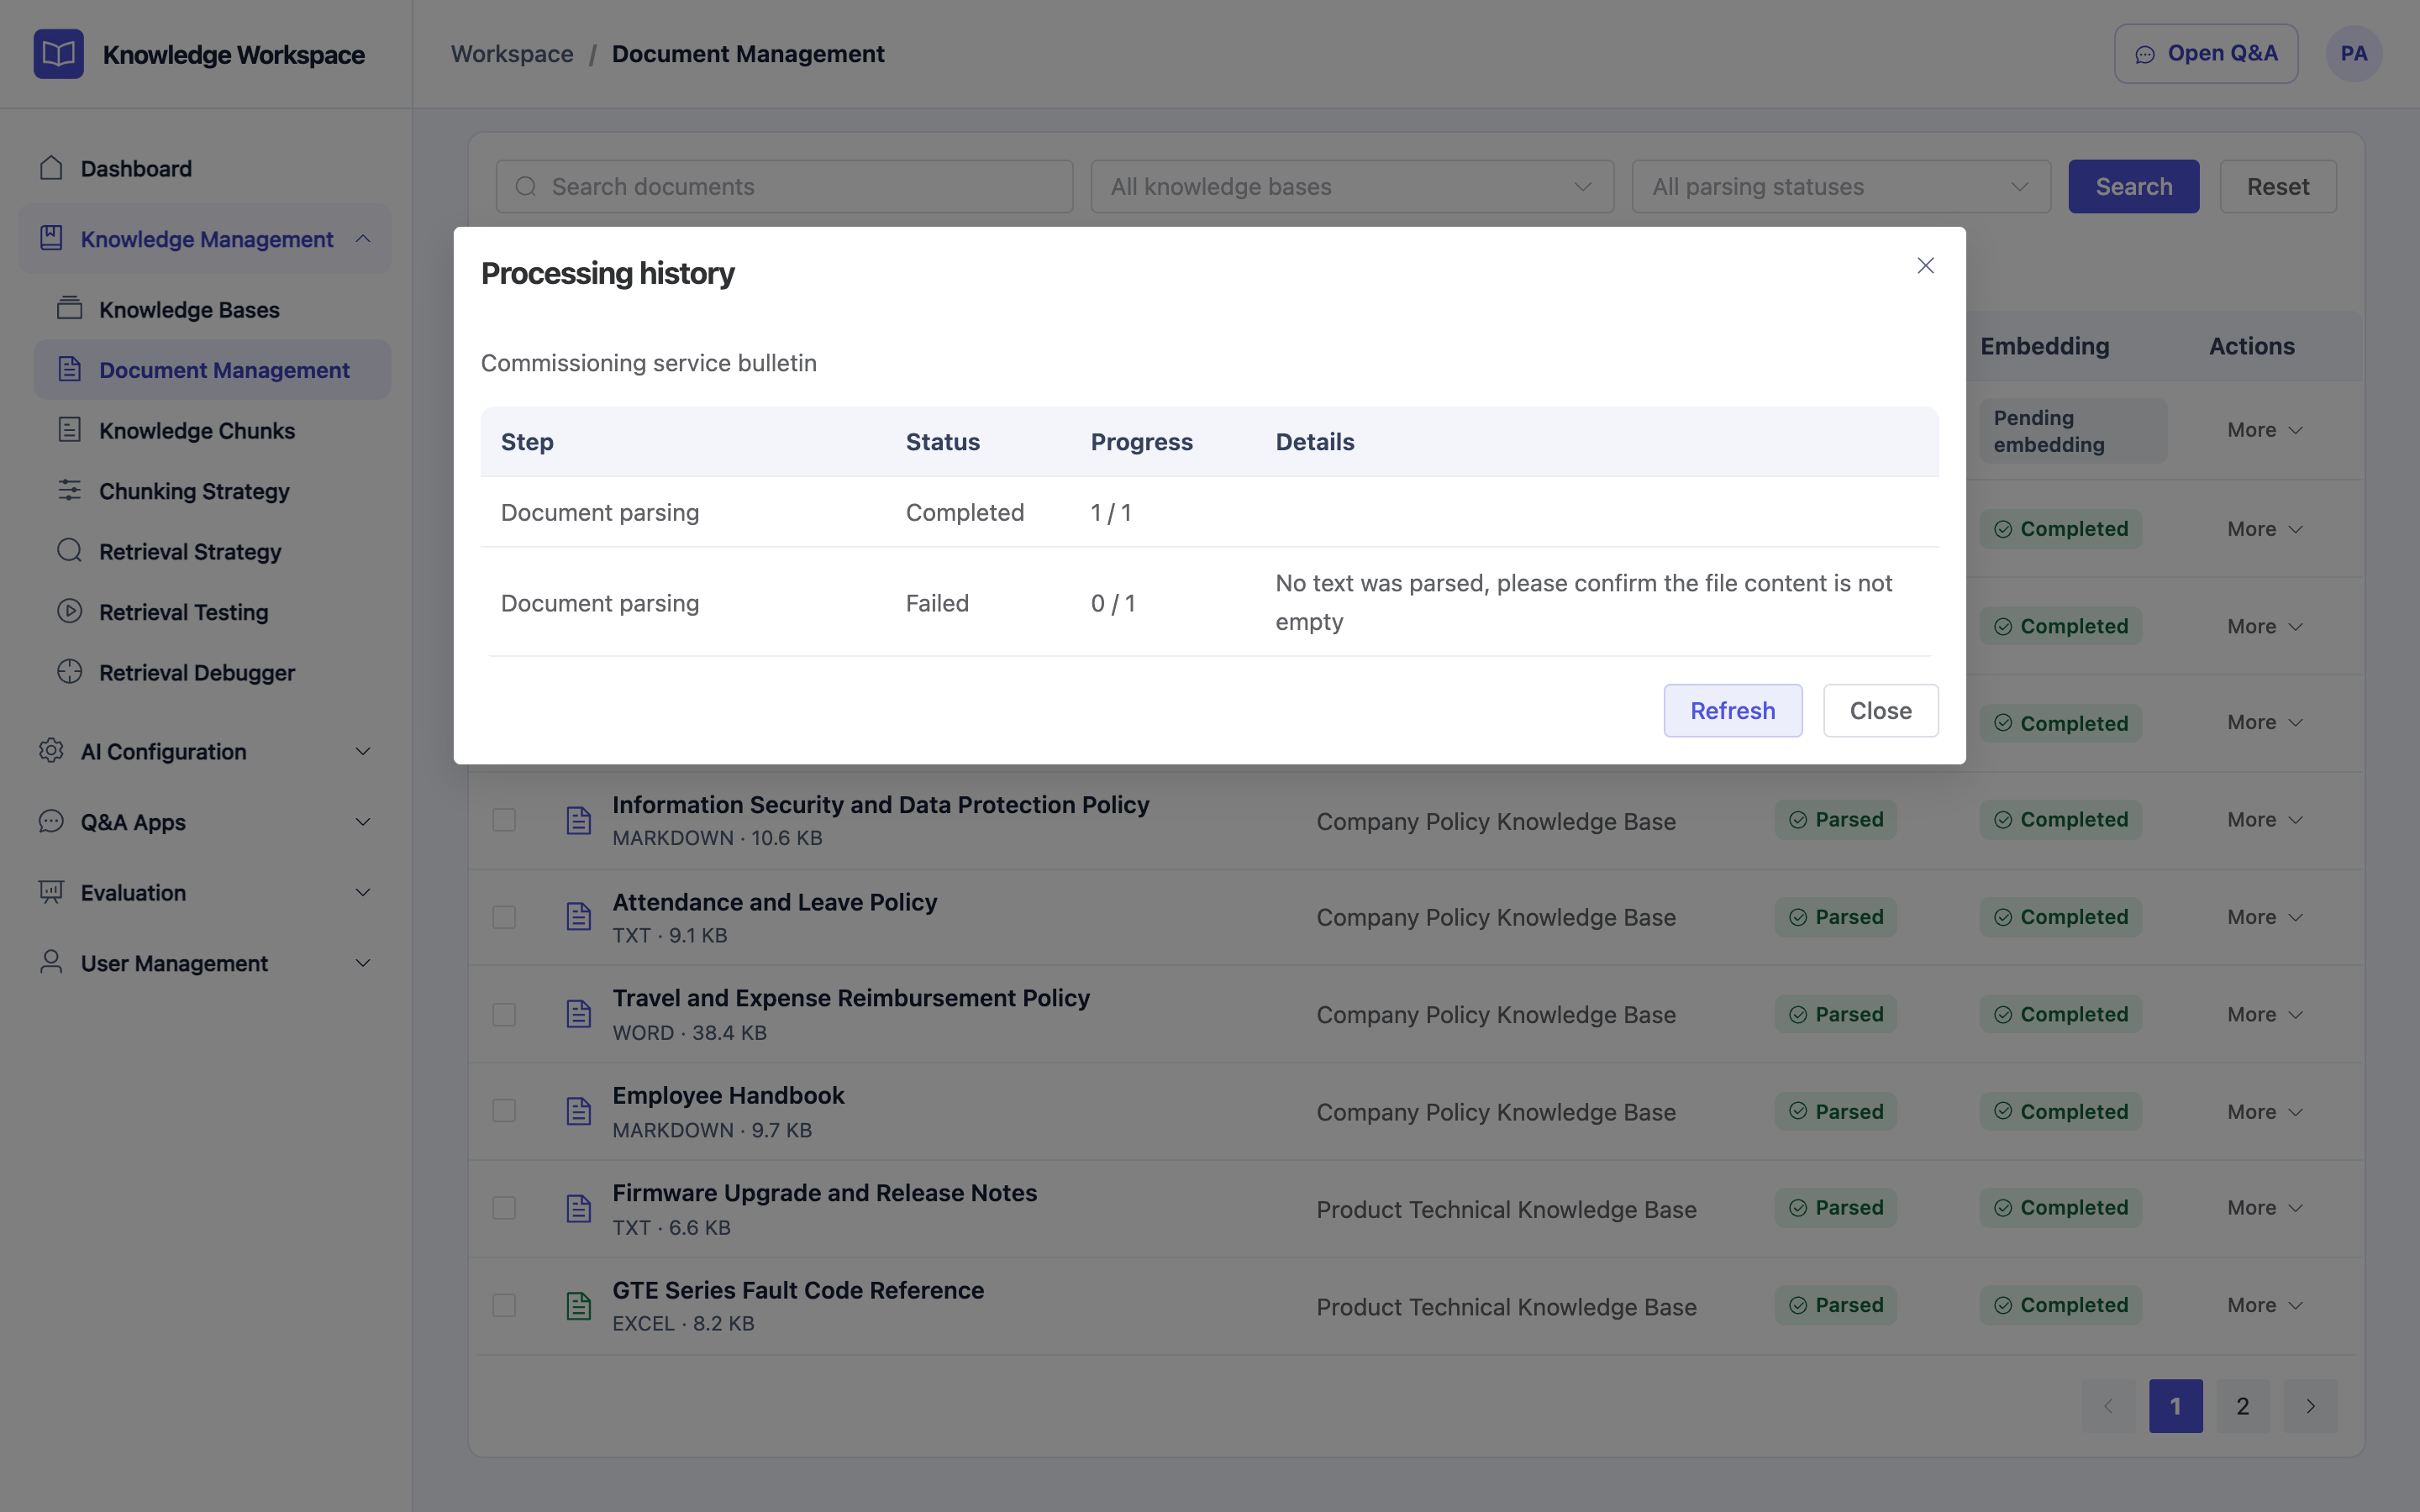 Knowledge Workspace
Workspace / Document Management
Open Q&A
PA
Dashboard
Knowledge Management
Knowledge Bases
Document Management
Knowledge Chunks
Chunking Strategy
Retrieval Strategy
Retrieval Testing
Retrieval Debugger
AI Configuration
Q&A Apps
Evaluation
User Management
Search documents
All knowledge bases
All parsing statuses
Search
Reset
Processing history
Commissioning service bulletin
Step Status Progress Details
Document parsing Completed 1 / 1
Document parsing Failed 0 / 1 No text was parsed, please confirm the file content is not
empty
Refresh
Close
Embedding Actions
Pending
embedding
More
Completed More
Completed More
Completed More
Information Security and Data Protection Policy
MARKDOWN · 10.6 KB
Company Policy Knowledge Base Parsed Completed More
Attendance and Leave Policy
TXT · 9.1 KB
Company Policy Knowledge Base Parsed Completed More
Travel and Expense Reimbursement Policy
WORD · 38.4 KB
Company Policy Knowledge Base Parsed Completed More
Employee Handbook
MARKDOWN · 9.7 KB
Company Policy Knowledge Base Parsed Completed More
Firmware Upgrade and Release Notes
TXT · 6.6 KB
Product Technical Knowledge Base Parsed Completed More
GTE Series Fault Code Reference
EXCEL · 8.2 KB
Product Technical Knowledge Base Parsed Completed More
1 2